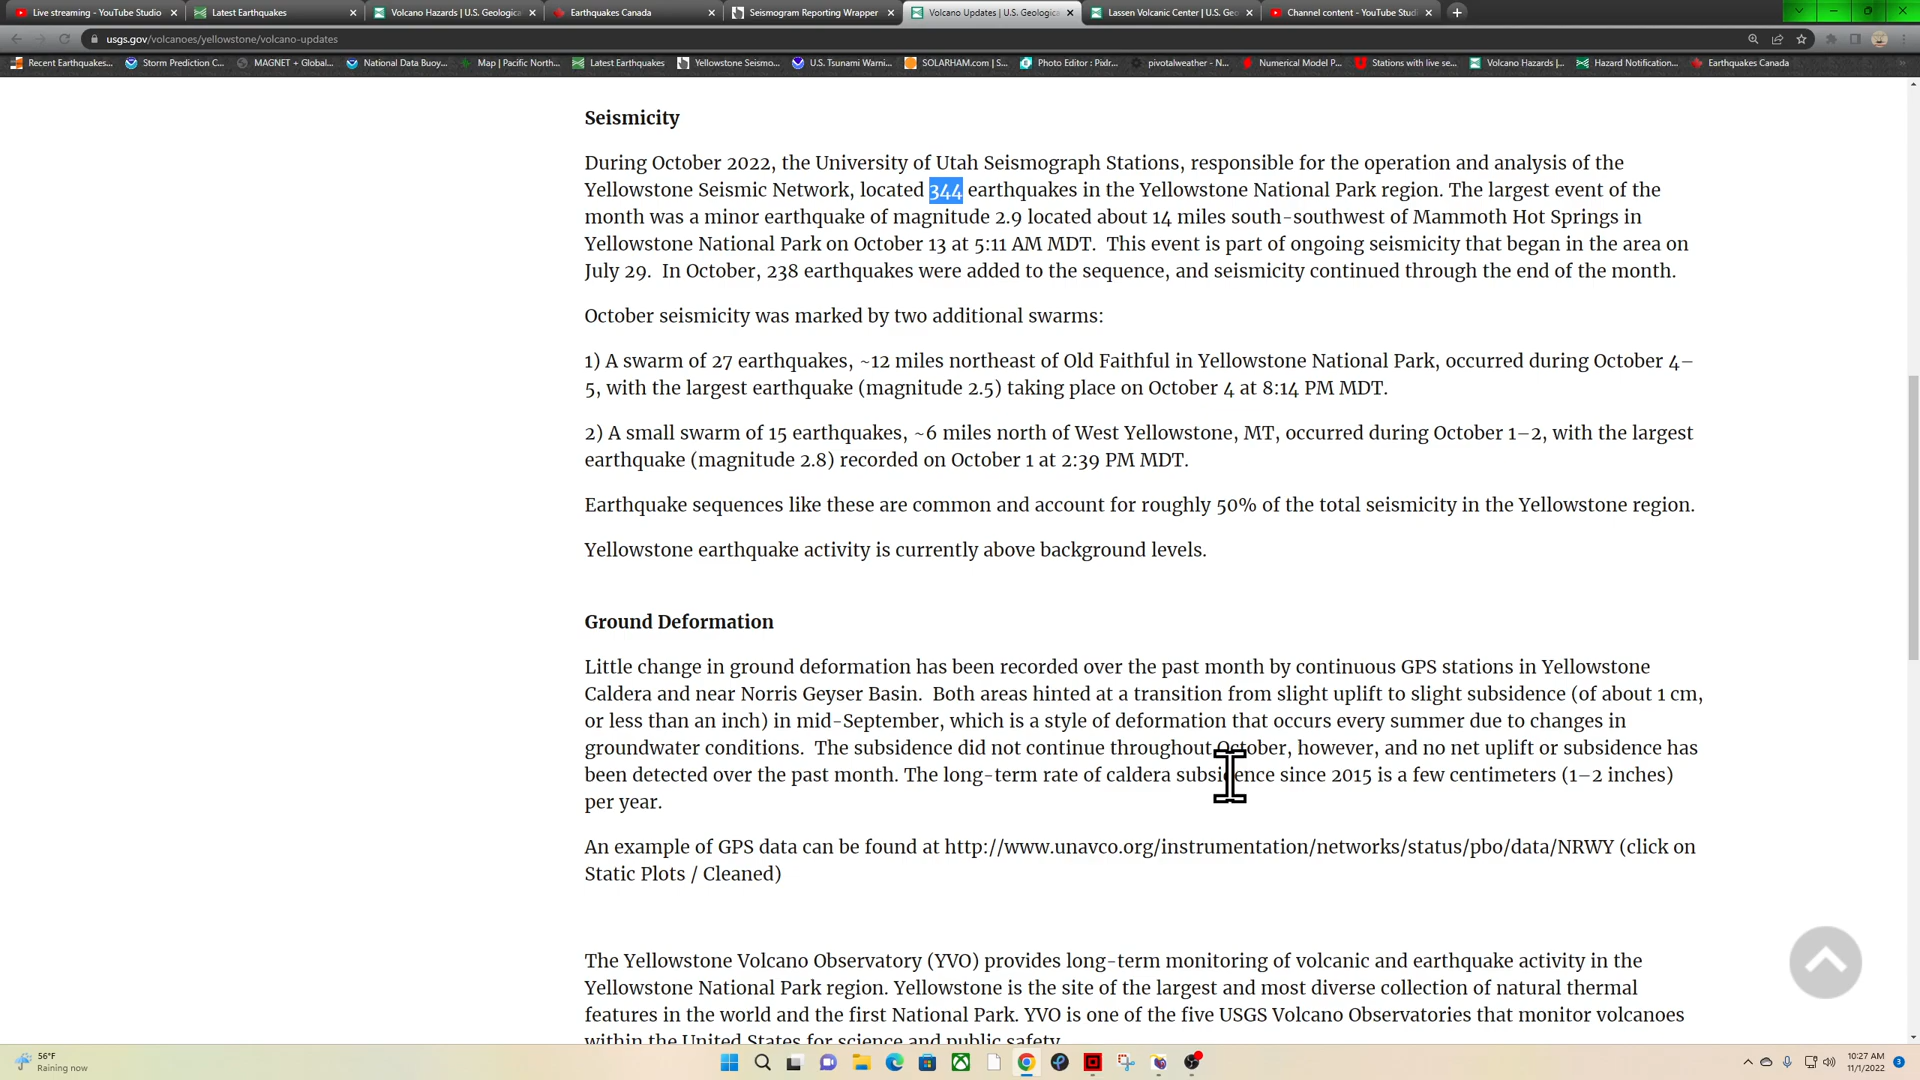 Live streaming - YouTube Studio
Latest Earthquakes
Volcano Hazards | U.S. Geologica
Earthquakes Canada
Seismogram Reporting Wrapper
Volcano Updates | U.S. Geologica
Lassen Volcanic Center | U.S. Geo
Channel content - YouTube Studi
usgs.gov/volcanoes/yellowstone/volcano-updates
Recent Earthquakes...
Storm Prediction C...
MAGNET + Global...
National Data Buoy...
Map | Pacific North...
Latest Earthquakes
Yellowstone Seismo...
U.S. Tsunami Warni...
SOLARHAM.com | S...
Photo Editor : Pixlr...
pivotalweather - N...
Numerical Model P...
Stations with live se...
Volcano Hazards |...
Hazard Notification...
Earthquakes Canada
Seismicity
During October 2022, the University of Utah Seismograph Stations, responsible for the operation and analysis of the
Yellowstone Seismic Network, located 344 earthquakes in the Yellowstone National Park region. The largest event of the
month was a minor earthquake of magnitude 2.9 located about 14 miles south-southwest of Mammoth Hot Springs in
Yellowstone National Park on October 13 at 5:11 AM MDT. This event is part of ongoing seismicity that began in the area on
July 29. In October, 238 earthquakes were added to the sequence, and seismicity continued through the end of the month.
October seismicity was marked by two additional swarms:
1) A swarm of 27 earthquakes, ~12 miles northeast of Old Faithful in Yellowstone National Park, occurred during October 4–
5, with the largest earthquake (magnitude 2.5) taking place on October 4 at 8:14 PM MDT.
2) A small swarm of 15 earthquakes, ~6 miles north of West Yellowstone, MT, occurred during October 1–2, with the largest
earthquake (magnitude 2.8) recorded on October 1 at 2:39 PM MDT.
Earthquake sequences like these are common and account for roughly 50% of the total seismicity in the Yellowstone region.
Yellowstone earthquake activity is currently above background levels.
Ground Deformation
Little change in ground deformation has been recorded over the past month by continuous GPS stations in Yellowstone
Caldera and near Norris Geyser Basin. Both areas hinted at a transition from slight uplift to slight subsidence (of about 1 cm,
or less than an inch) in mid-September, which is a style of deformation that occurs every summer due to changes in
groundwater conditions. The subsidence did not continue throughout October, however, and no net uplift or subsidence has
been detected over the past month. The long-term rate of caldera subsidence since 2015 is a few centimeters (1–2 inches)
per year.
An example of GPS data can be found at http://www.unavco.org/instrumentation/networks/status/pbo/data/NRWY (click on
Static Plots / Cleaned)
The Yellowstone Volcano Observatory (YVO) provides long-term monitoring of volcanic and earthquake activity in the
Yellowstone National Park region. Yellowstone is the site of the largest and most diverse collection of natural thermal
features in the world and the first National Park. YVO is one of the five USGS Volcano Observatories that monitor volcanoes
within the United States for science and public safety.
56°F
Raining now
10:27 AM
11/1/2022
3